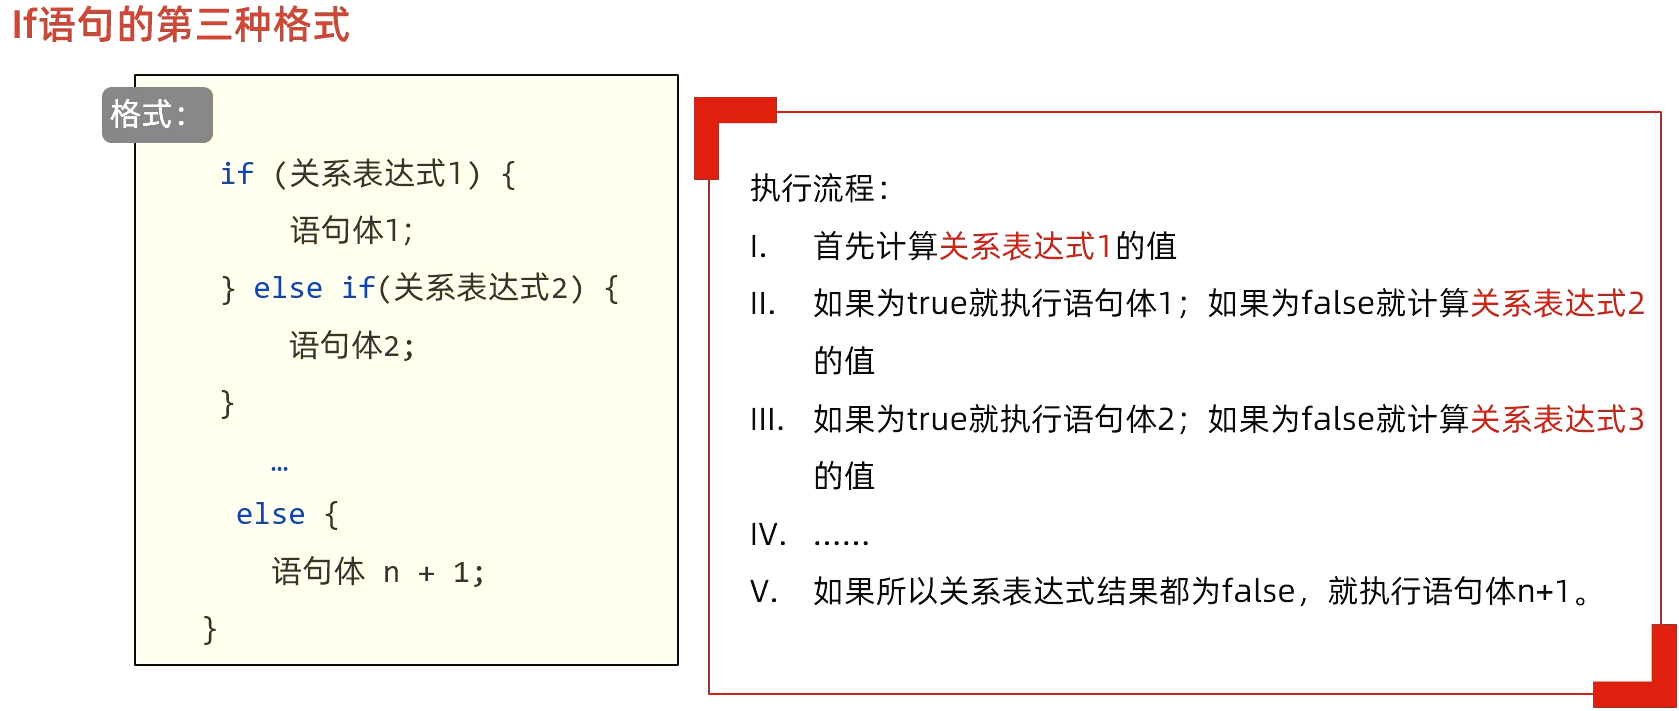 If语句的第三种格式
格式：
if (关系表达式1) {
语句体1;
} else if(关系表达式2) {
语句体2;
}
…
else {
语句体 n + 1;
}
执行流程：
I. 首先计算关系表达式1的值
II. 如果为true就执行语句体1；如果为false就计算关系表达式2
的值
III. 如果为true就执行语句体2；如果为false就计算关系表达式3
的值
IV. ……
V. 如果所以关系表达式结果都为false，就执行语句体n+1。